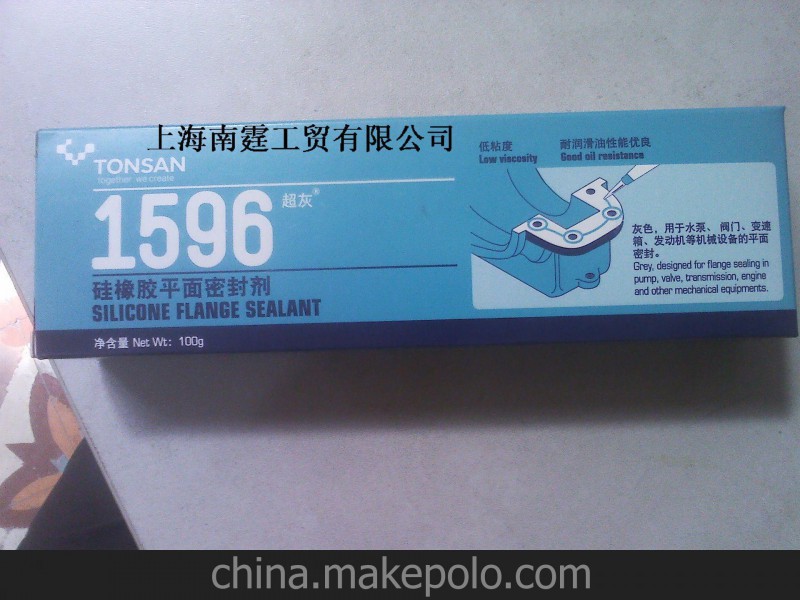 上海南霆工贸有限公司
TONSAN
together we create
1596 超灰®
硅橡胶平面密封剂
SILICONE FLANGE SEALANT
净含量 Net Wt: 100g
低粘度
Low viscosity
耐润滑油性能优良
Good oil resistance
灰色，用于水泵、阀门、变速
箱、发动机等机械设备的平面
密封。
Grey, designed for flange sealing in
pump, valve, transmission, engine
and other mechanical equipments.
china.makepolo.com